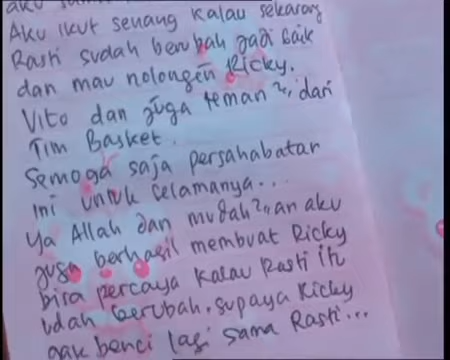 aku
Aku ikut senang kalau sekarang
Rasti sudah berubah jadi baik
dan mau nolongin Ricky.
Vito dan juga teman², dari
Tim Basket.
Semoga saja persahabatan
ini untuk selamanya...
Ya Allah dan mudah²an aku
juga berhasil membuat Ricky
bisa percaya kalau Rasti itu
udah berubah. supaya Ricky
gak benci lagi sama Rasti...